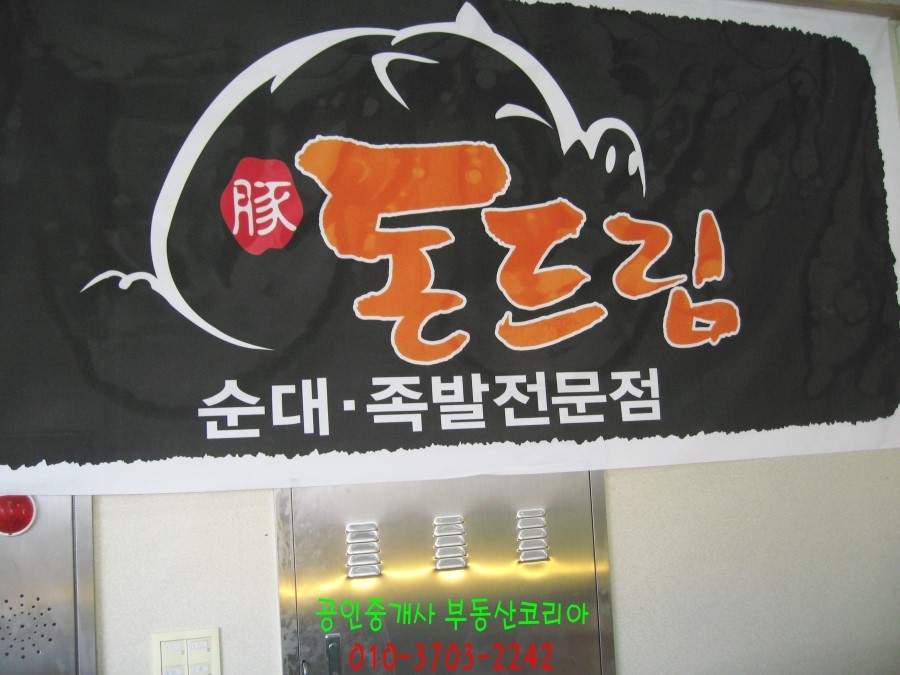 豚 돈드림
순대·족발전문점
공인중개사 부동산코리아
010-3703-2242